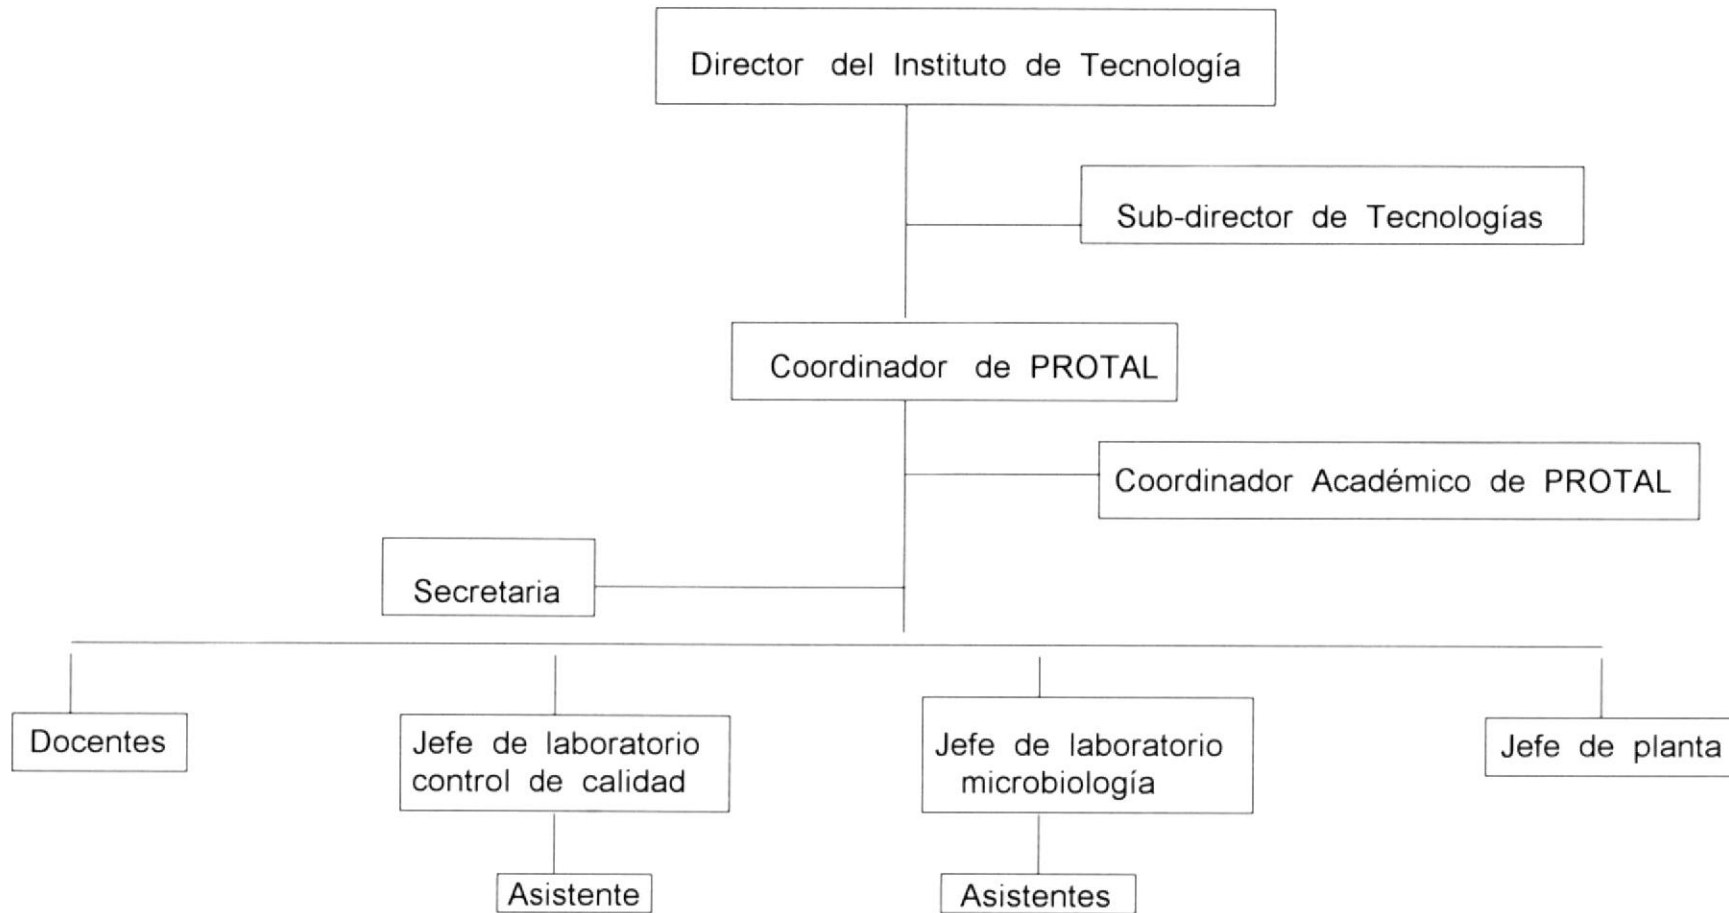 Director del Instituto de Tecnología
Sub-director de Tecnologías
Coordinador de PROTAL
Coordinador Académico de PROTAL
Secretaria
Docentes
Jefe de laboratorio
control de calidad
Jefe de laboratorio
microbiología
Jefe de planta
Asistente
Asistentes